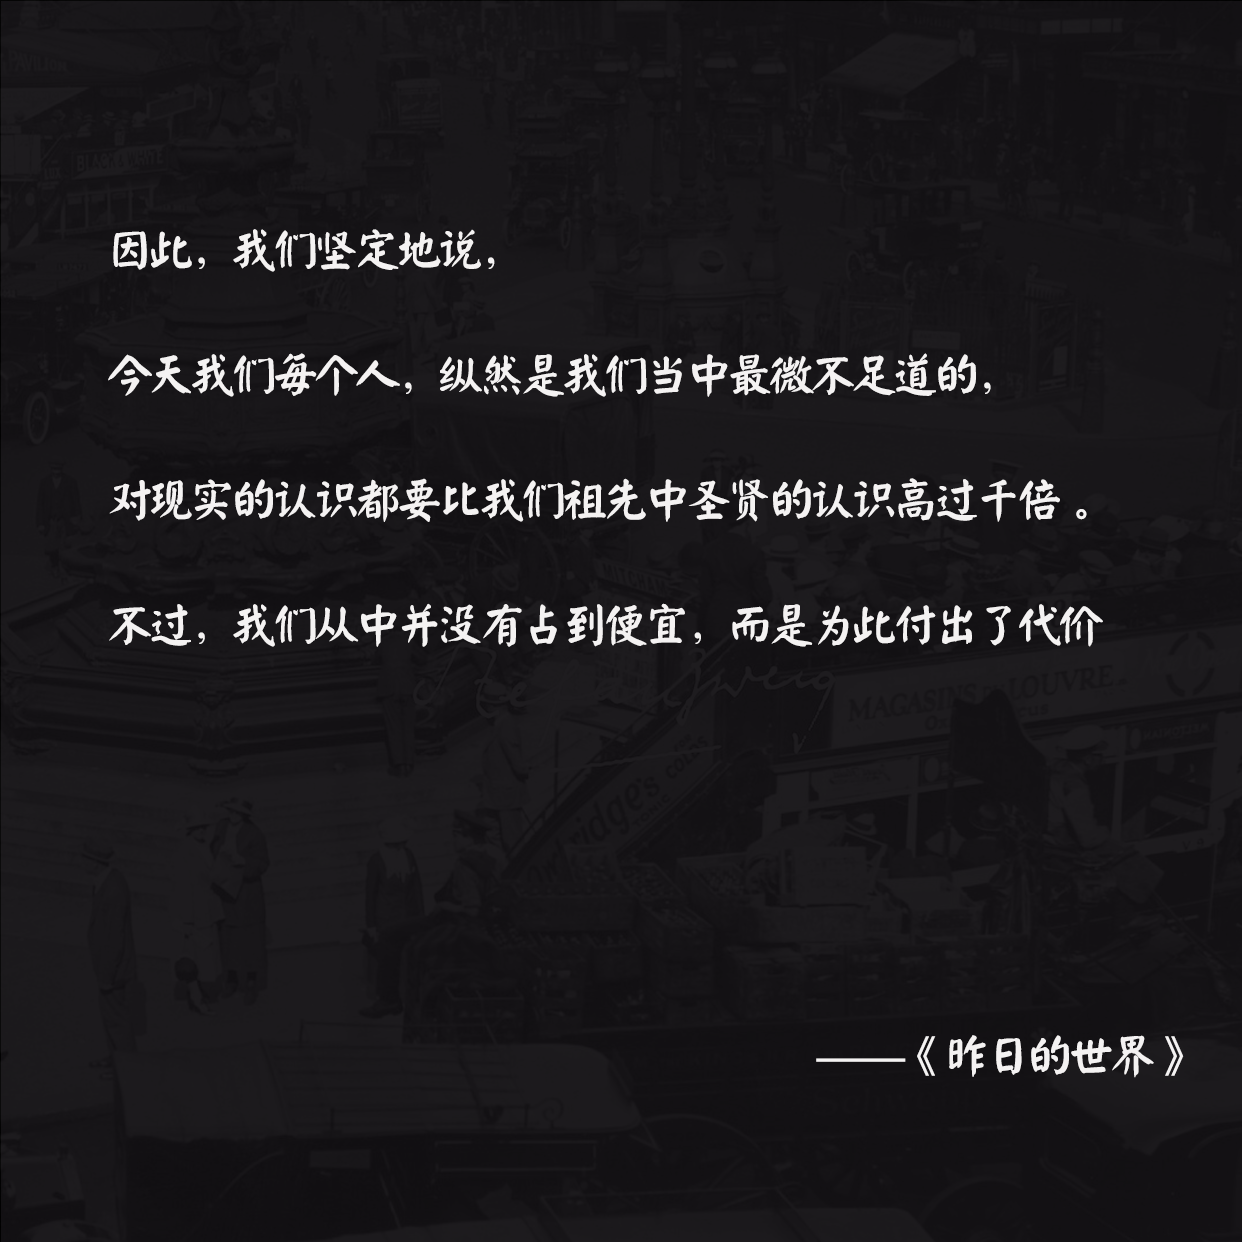 因此，我们坚定地说，
今天我们每个人，纵然是我们当中最微不足道的，
对现实的认识都要比我们祖先中圣贤的认识高过千倍。
不过，我们从中并没有占到便宜，而是为此付出了代价
MAGASINS LOUVRE
——《昨日的世界》